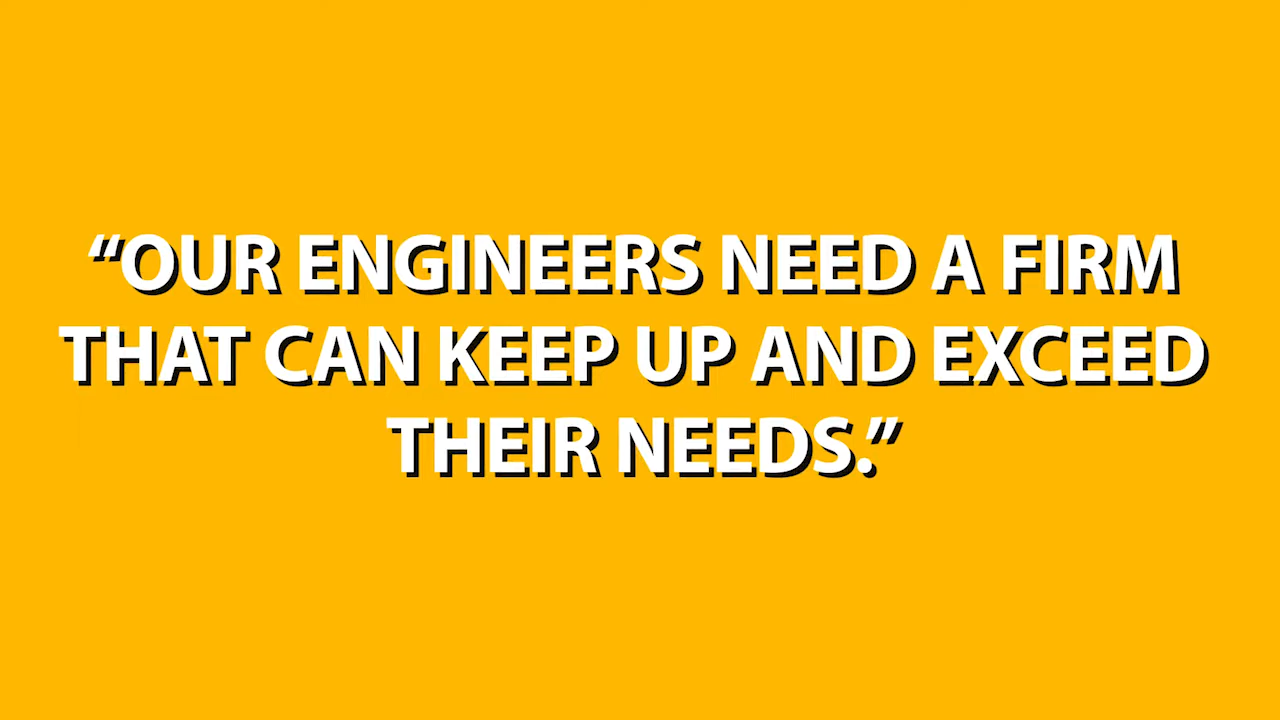 “OUR ENGINEERS NEED A FIRM
THAT CAN KEEP UP AND EXCEED
THEIR NEEDS.”